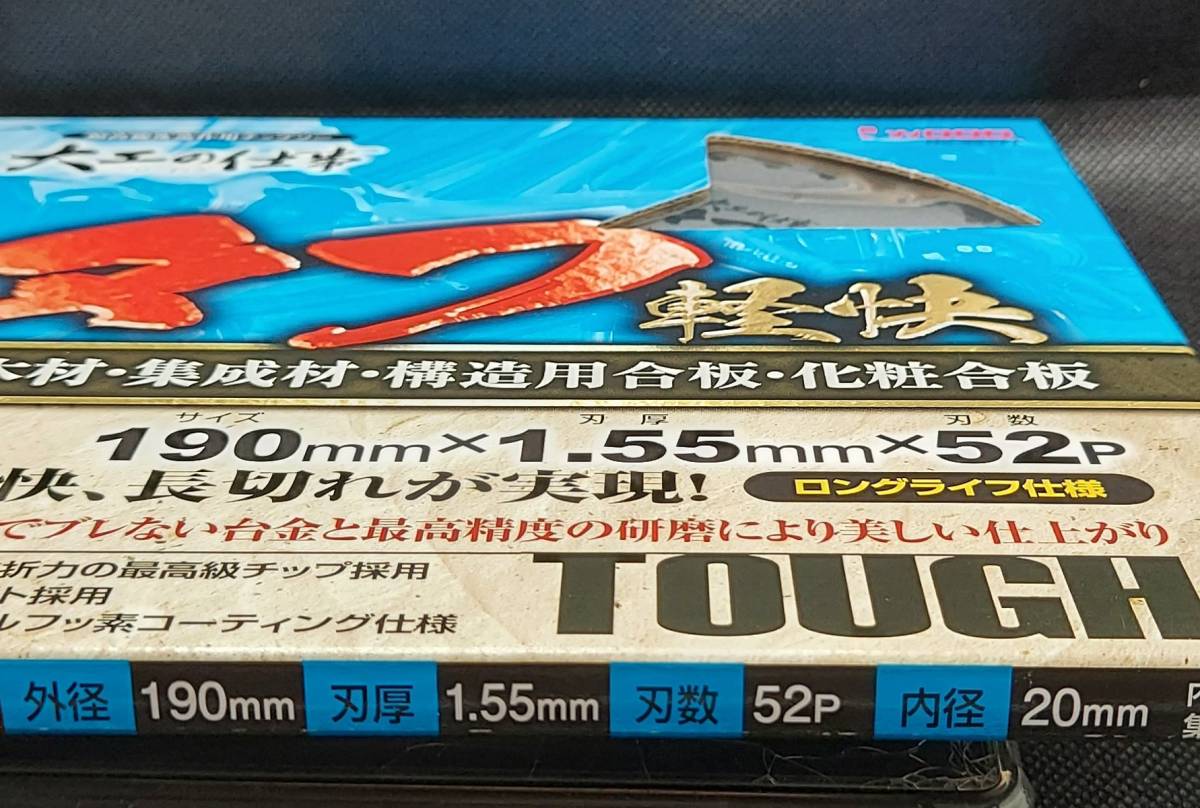 大工の仕事
タフ 軽快
木材・集成材・構造用合板・化粧合板
サイズ 刃厚 刃数
190mm×1.55mm×52P
快、長切れが実現! ロングライフ仕様
でブレない台金と最高精度の研磨により美しい仕上がり
折力の最高級チップ採用
ト採用
ルフッ素コーティング仕様
TOUGH
外径 190mm 刃厚 1.55mm 刃数 52P 内径 20mm